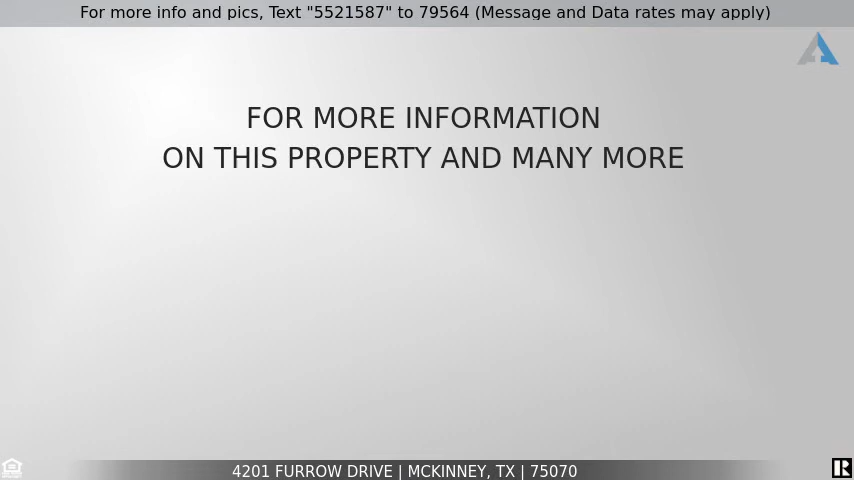 For more info and pics, Text "5521587" to 79564 (Message and Data rates may apply)
FOR MORE INFORMATION
ON THIS PROPERTY AND MANY MORE
4201 FURROW DRIVE | MCKINNEY, TX | 75070